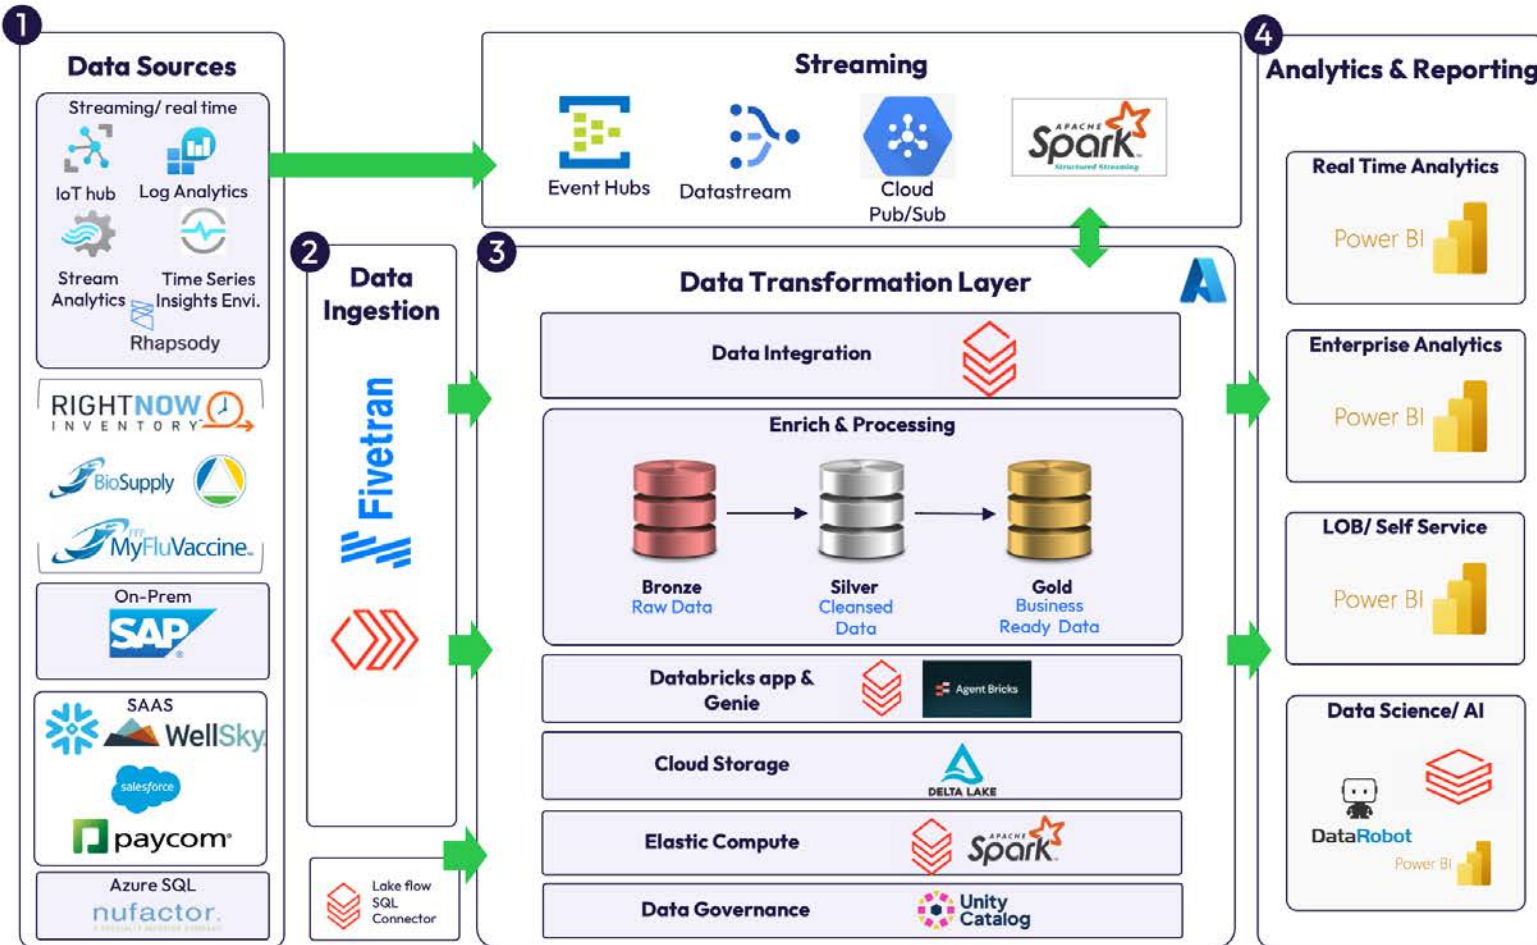 1
Data Sources
Streaming/ real time
IoT hub
Log Analytics
Stream
Analytics
Time Series
Insights Envi.
Rhapsody
RIGHTNOW
INVENTORY
BioSupply
FFF
MyFluVaccine
On-Prem
SAP
SAAS
WellSky
salesforce
paycom
Azure SQL
nufactor.
2
Data
Ingestion
Fivetran
Lake flow
SQL
Connector
Streaming
Event Hubs
Datastream
Cloud
Pub/Sub
APACHE
Spark
Structured Streaming
3
Data Transformation Layer
Data Integration
Enrich & Processing
Bronze
Raw Data
Silver
Cleansed
Data
Gold
Business
Ready Data
Databricks app &
Genie
Agent Bricks
Cloud Storage
DELTA LAKE
Elastic Compute
APACHE
Spark
Data Governance
Unity
Catalog
4
Analytics & Reporting
Real Time Analytics
Power BI
Enterprise Analytics
Power BI
LOB/ Self Service
Power BI
Data Science/ AI
DataRobot
Power BI